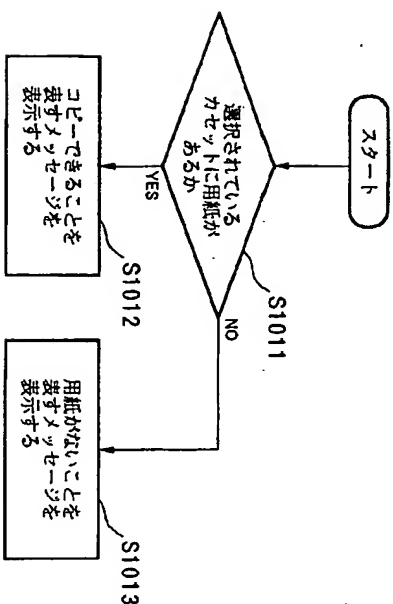 スタート
選択されている
カセットに用紙が
あるか
S1011
YES
NO
コピーできることを
表すメッセージを
表示する
S1012
用紙がないことを
表すメッセージを
表示する
S1013